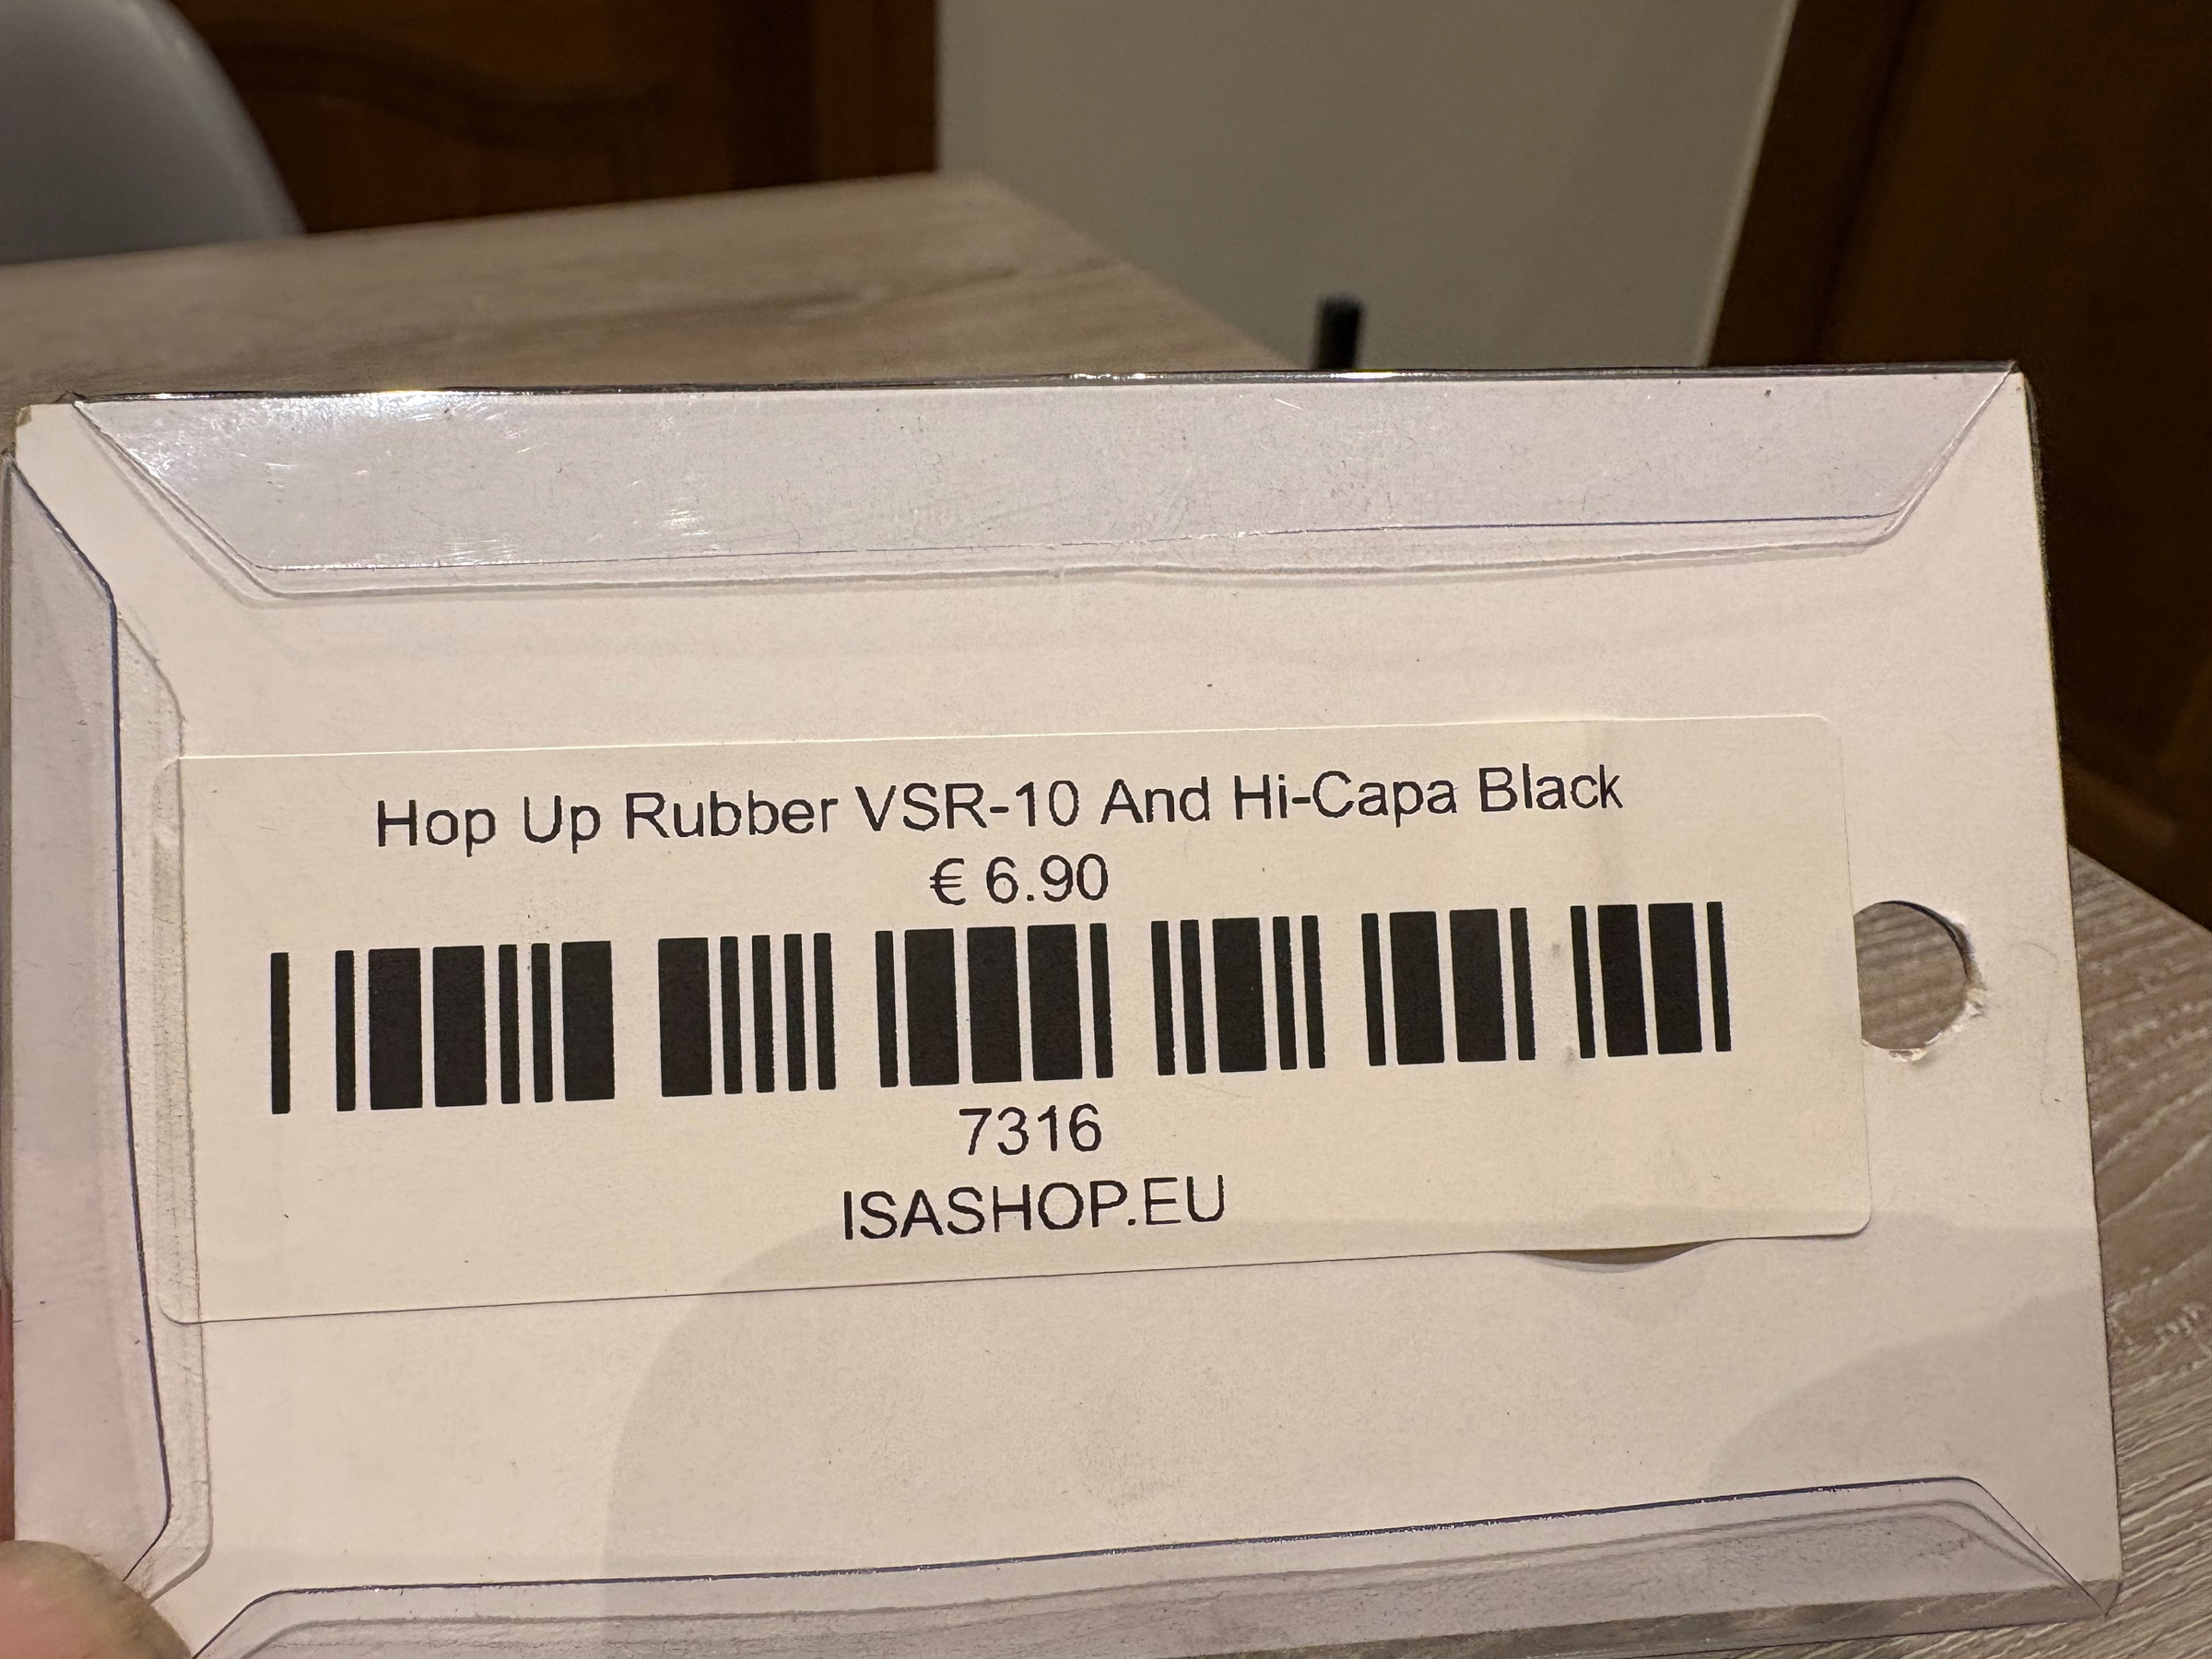 Hop Up Rubber VSR-10 And Hi-Capa Black
€ 6.90
7316
ISASHOP.EU